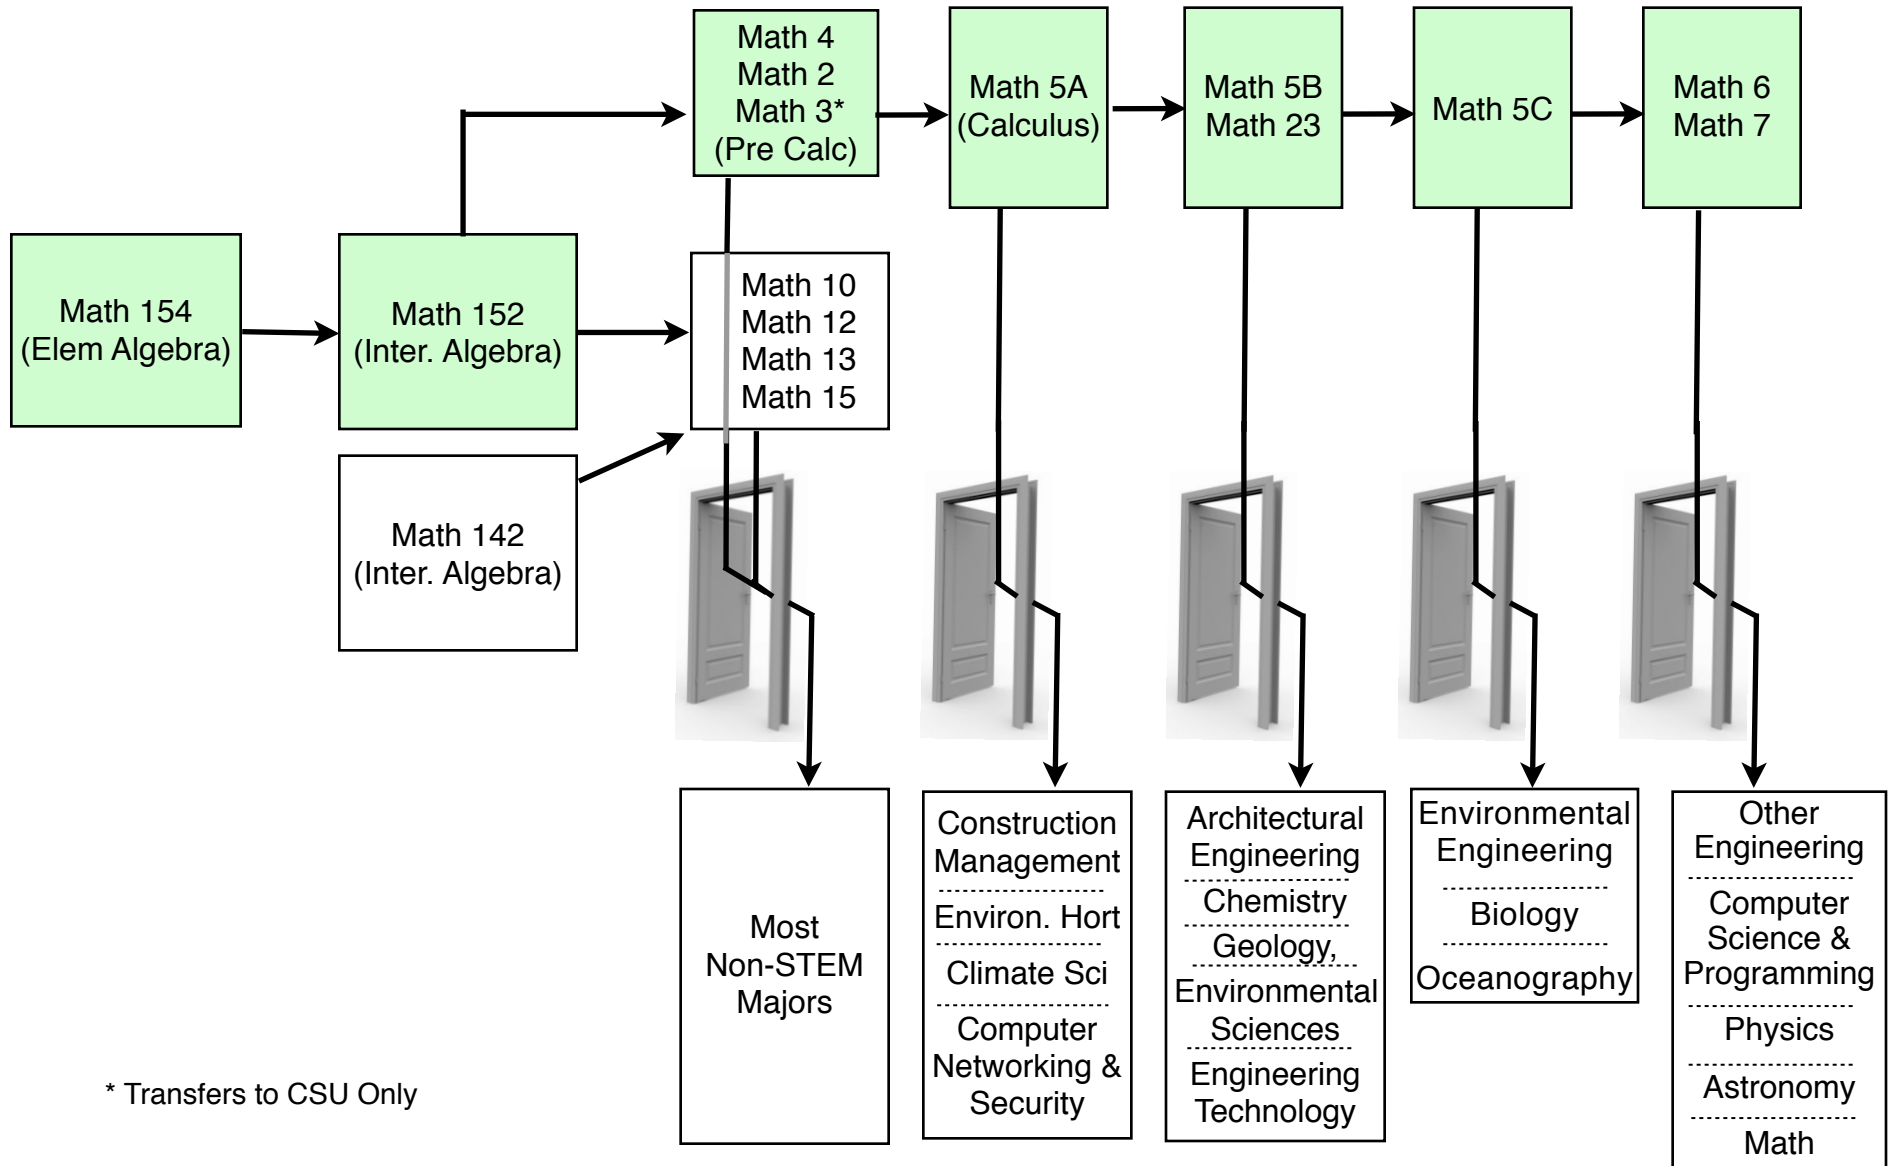 Math 4
Math 2
Math 3*
(Pre Calc)
Math 5A
(Calculus)
Math 5B
Math 23
Math 5C
Math 6
Math 7
Math 154
(Elem Algebra)
Math 152
(Inter. Algebra)
Math 10
Math 12
Math 13
Math 15
Math 142
(Inter. Algebra)
Most
Non-STEM
Majors
Construction
Management
Environ. Hort
Climate Sci
Computer
Networking &
Security
Architectural
Engineering
Chemistry
Geology,
Environmental
Sciences
Engineering
Technology
Environmental
Engineering
Biology
Oceanography
Other
Engineering
Computer
Science &
Programming
Physics
Astronomy
Math
* Transfers to CSU Only